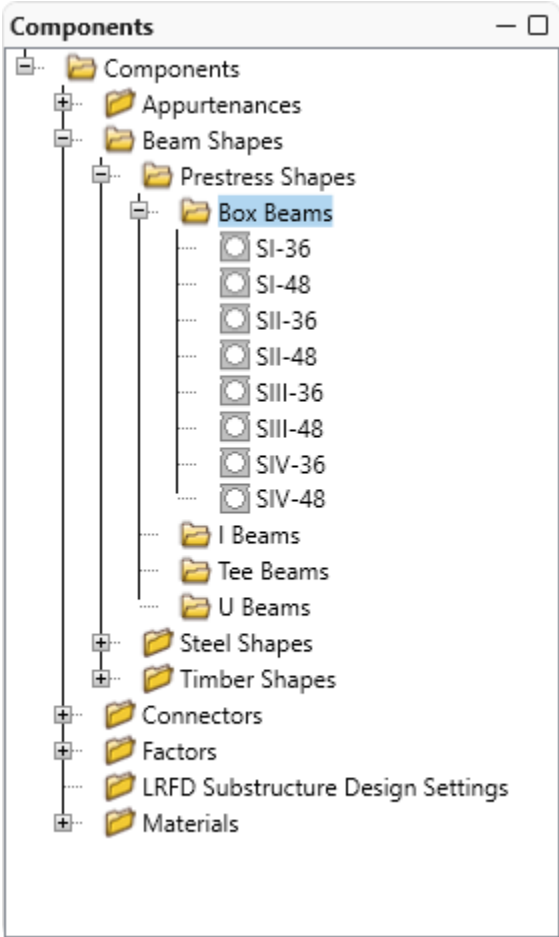 Components
Components
Appurtenances
Beam Shapes
Prestress Shapes
Box Beams
SI-36
SI-48
SII-36
SII-48
SIII-36
SIII-48
SIV-36
SIV-48
I Beams
Tee Beams
U Beams
Steel Shapes
Timber Shapes
Connectors
Factors
LRFD Substructure Design Settings
Materials